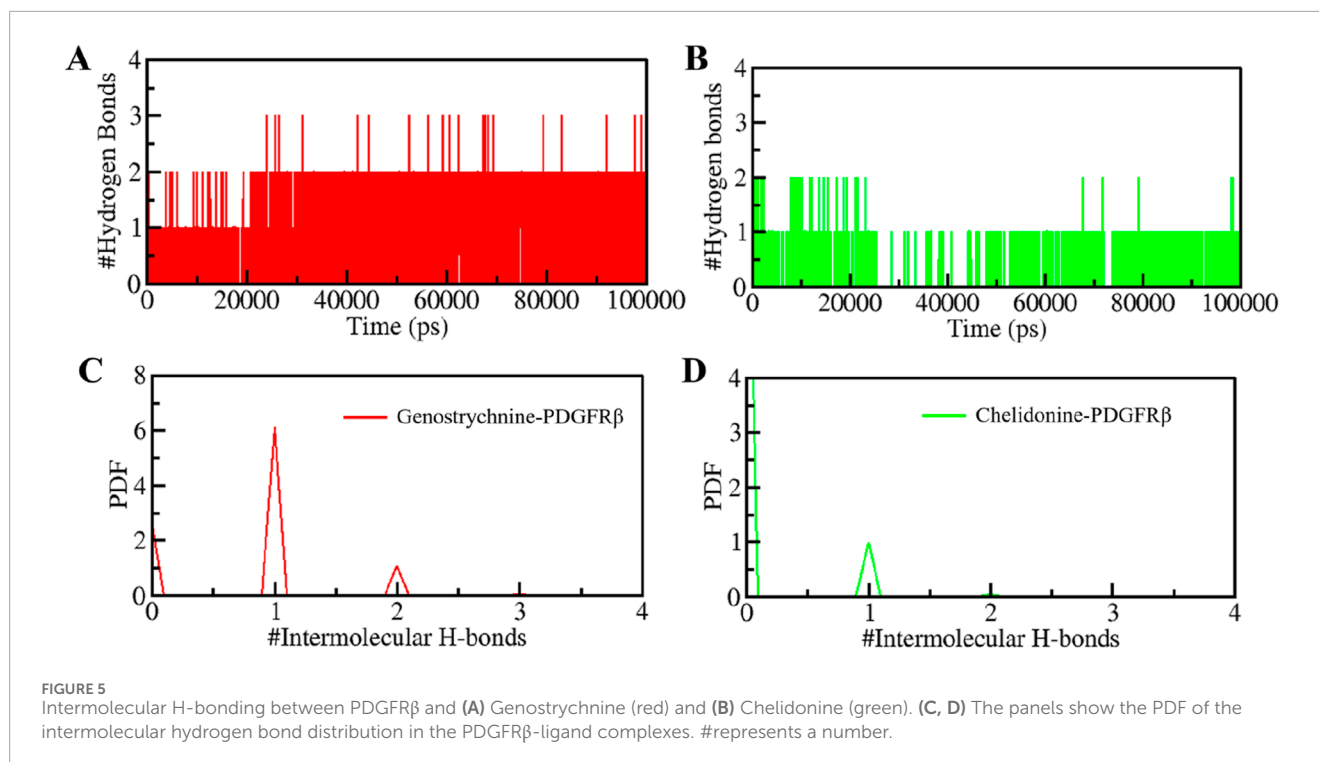 A
#Hydrogen Bonds
4
3
2
1
0
0 20000 40000 60000 80000 100000
Time (ps)
B
#Hydrogen bonds
4
3
2
1
0
0 20000 40000 60000 80000 100000
Time (ps)
C
PDF
8
6
4
2
0
Genostrychnine-PDGFRβ
0 1 2 3 4
#Intermolecular H-bonds
D
PDF
4
3
2
1
0
Chelidonine-PDGFRβ
0 1 2 3 4
#Intermolecular H-bonds
FIGURE 5
Intermolecular H-bonding between PDGFRβ and (A) Genostrychnine (red) and (B) Chelidonine (green). (C, D) The panels show the PDF of the
intermolecular hydrogen bond distribution in the PDGFRβ-ligand complexes. #represents a number.